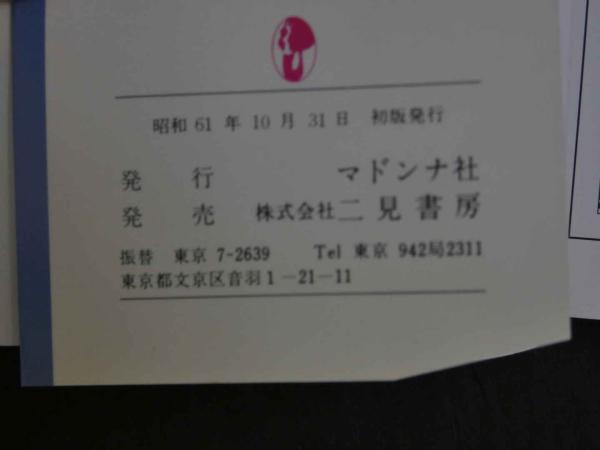 昭和 61 年 10 月 31 日 初版発行
発 行 マドンナ社
発 売 株式会社 二見書房
振替 東京 7-2639 Tel 東京 942局2311
東京都文京区音羽1-21-11